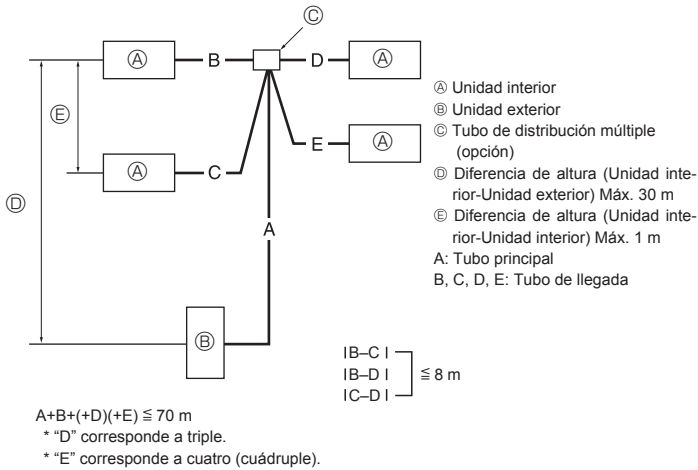 Ⓒ
Ⓐ B D Ⓐ
Ⓔ
Ⓐ C E Ⓐ
Ⓓ
A
Ⓑ
Ⓐ Unidad interior
Ⓑ Unidad exterior
Ⓒ Tubo de distribución múltiple
(opción)
Ⓓ Diferencia de altura (Unidad inte-
rior-Unidad exterior) Máx. 30 m
Ⓔ Diferencia de altura (Unidad inte-
rior-Unidad interior) Máx. 1 m
A: Tubo principal
B, C, D, E: Tubo de llegada
IB–C I
IB–D I ≦ 8 m
IC–D I
A+B+(+D)(+E) ≦ 70 m
* “D” corresponde a triple.
* “E” corresponde a cuatro (cuádruple).